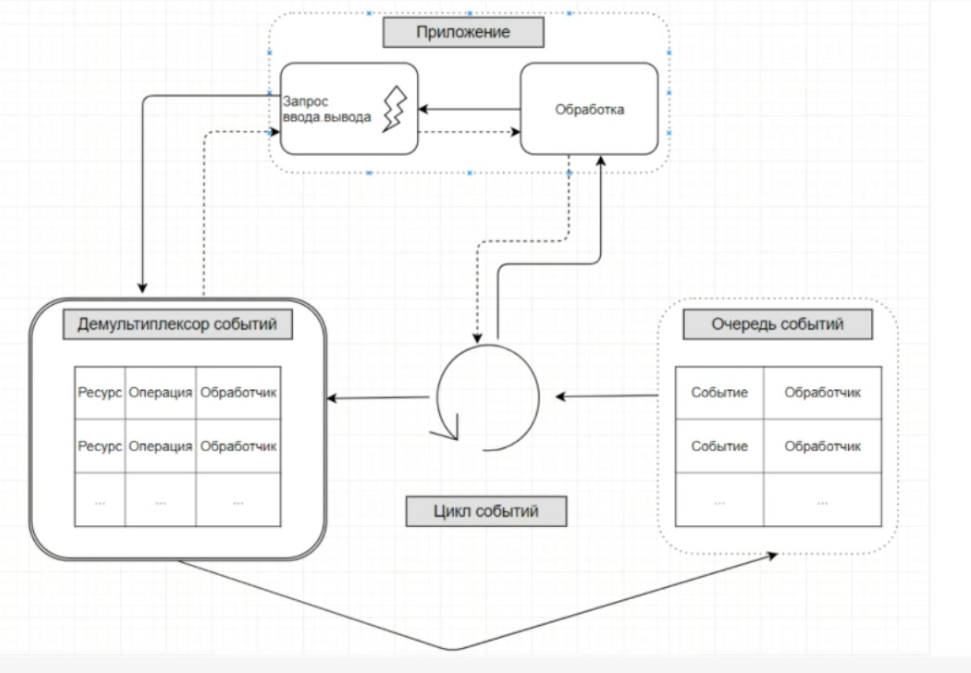 Приложение
Запрос
ввода.вывода
Обработка
Демультиплексор событий
Ресурс Операция Обработчик
Ресурс Операция Обработчик
... ... ...
Цикл событий
Очередь событий
Событие Обработчик
Событие Обработчик
... ...